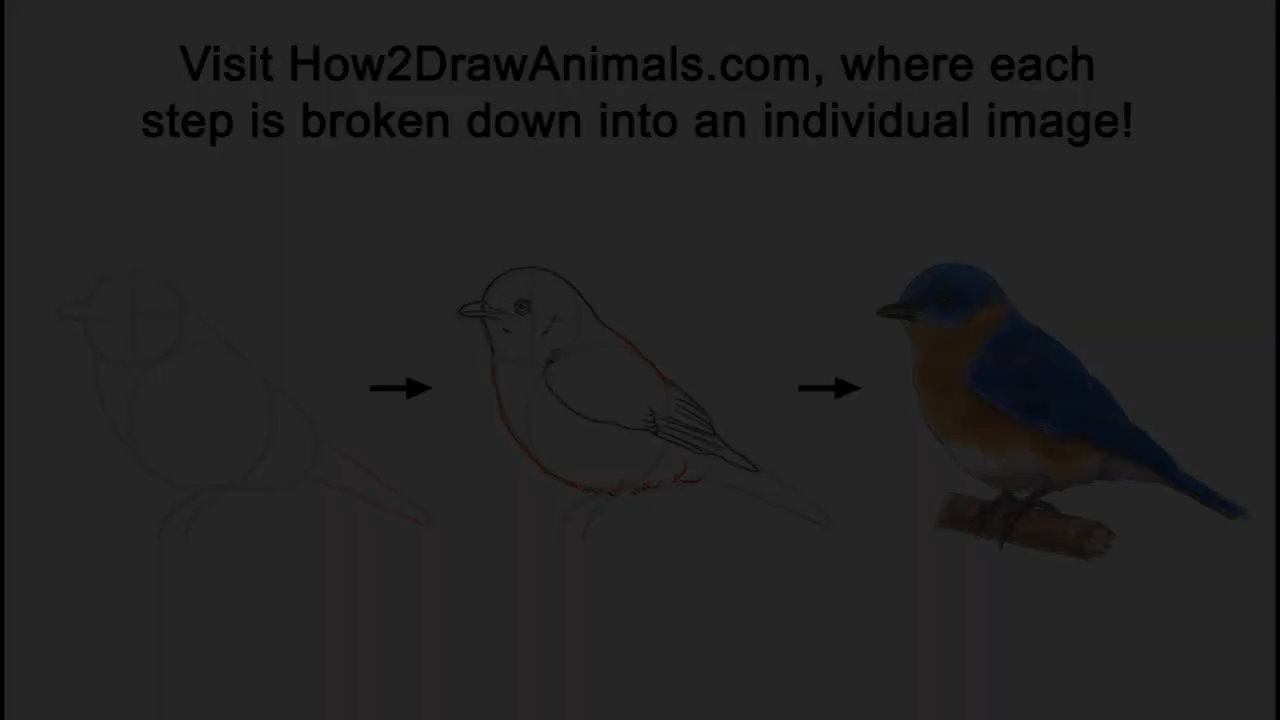 Visit How2DrawAnimals.com, where each
step is broken down into an individual image!